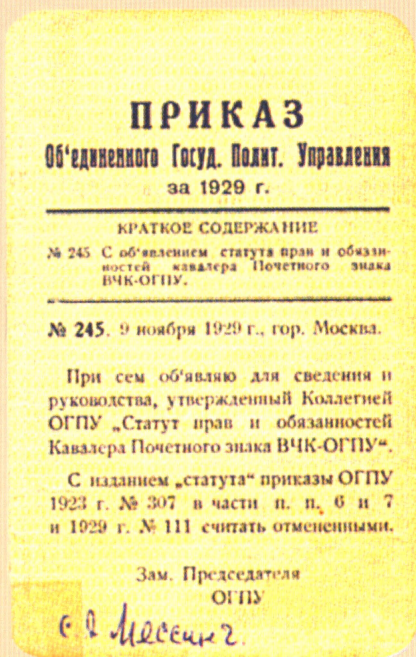 ПРИКАЗ
Об'единенного Госуд. Полит. Управления
за 1929 г.
КРАТКОЕ СОДЕРЖАНИЕ
№ 245 С об'явлением статута прав и обязан-
ностей кавалера Почетного знака
ВЧК-ОГПУ.
№ 245. 9 ноября 1929 г., гор. Москва.
При сем об'являю для сведения и
руководства, утвержденный Коллегией
ОГПУ „Статут прав и обязанностей
Кавалера Почетного знака ВЧК-ОГПУ“.
С изданием „статута“ приказы ОГПУ
1923 г. № 307 в части п. п. 6 и 7
и 1929 г. № 111 считать отмененными.
Зам. Председателя
ОГПУ
Мессинг.